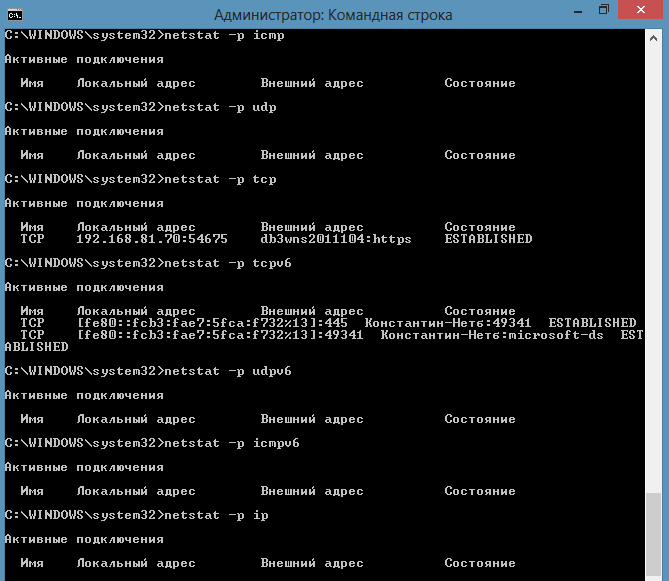 Администратор: Командная строка
C:\WINDOWS\system32>netstat -p icmp
Активные подключения
Имя Локальный адрес Внешний адрес Состояние
C:\WINDOWS\system32>netstat -p udp
Активные подключения
Имя Локальный адрес Внешний адрес Состояние
C:\WINDOWS\system32>netstat -p tcp
Активные подключения
Имя Локальный адрес Внешний адрес Состояние
TCP 192.168.81.70:54675 db3wns2011104:https ESTABLISHED
C:\WINDOWS\system32>netstat -p tcpv6
Активные подключения
Имя Локальный адрес Внешний адрес Состояние
TCP [fe80::fcb3:fae7:5fca:f732%13]:445 Константин-Нетб:49341 ESTABLISHED
TCP [fe80::fcb3:fae7:5fca:f732%13]:49341 Константин-Нетб:microsoft-ds EST
ABLISHED
C:\WINDOWS\system32>netstat -p udpv6
Активные подключения
Имя Локальный адрес Внешний адрес Состояние
C:\WINDOWS\system32>netstat -p icmpv6
Активные подключения
Имя Локальный адрес Внешний адрес Состояние
C:\WINDOWS\system32>netstat -p ip
Активные подключения
Имя Локальный адрес Внешний адрес Состояние